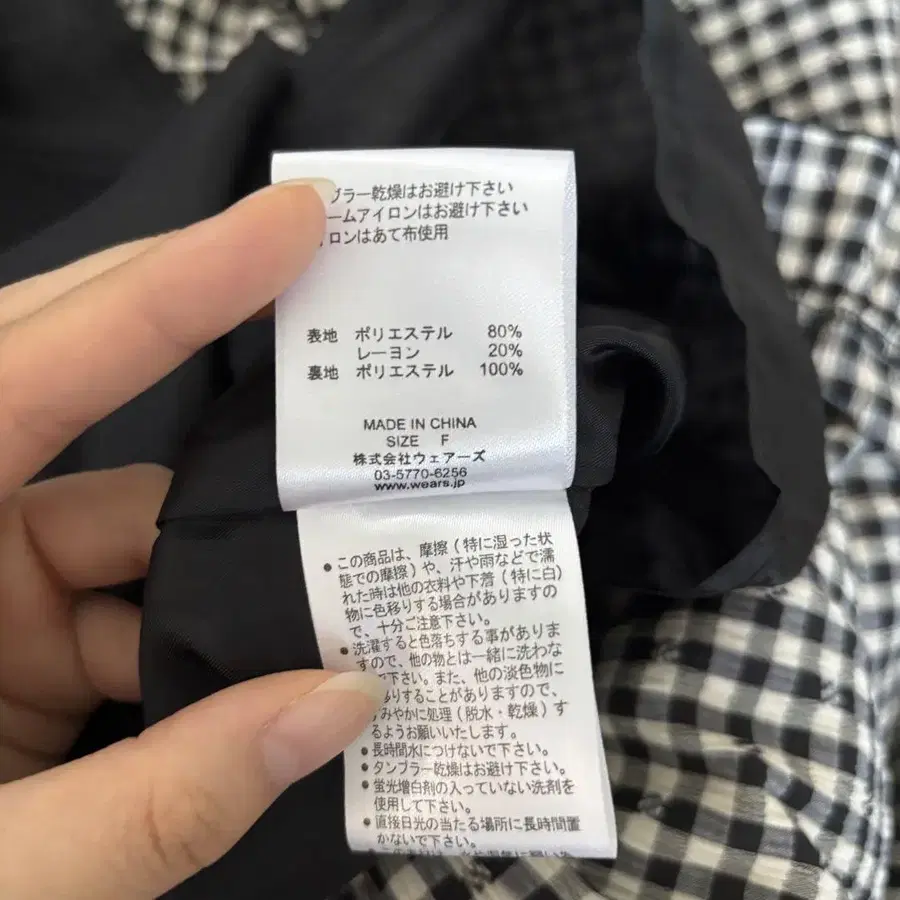 ブラー乾燥はお避け下さい
ームアイロンはお避け下さい
ロンはあて布使用
表地 ポリエステル 80%
レーヨン 20%
裏地 ポリエステル 100%
MADE IN CHINA
SIZE F
株式会社ウェアーズ
03-5770-6256
www.wears.jp
●この商品は、摩擦(特に湿った状
態での摩擦)や、汗や雨などで濡
れた時は他の衣料や下着(特に白)
物に色移りする場合がありますの
で、十分ご注意下さい。
●洗濯すると色落ちする事がありま
すので、他の物とは一緒に洗わな
で下さい。また、他の淡色物に
移りすることがありますので、
すみやかに処理(脱水・乾燥)す
るようお願いいたします。
●長時間水につけないで下さい。
●タンブラー乾燥はお避け下さい。
●蛍光増白剤の入っていない洗剤を
使用して下さい。
●直接日光の当たる場所に長時間置
かないで下さい。